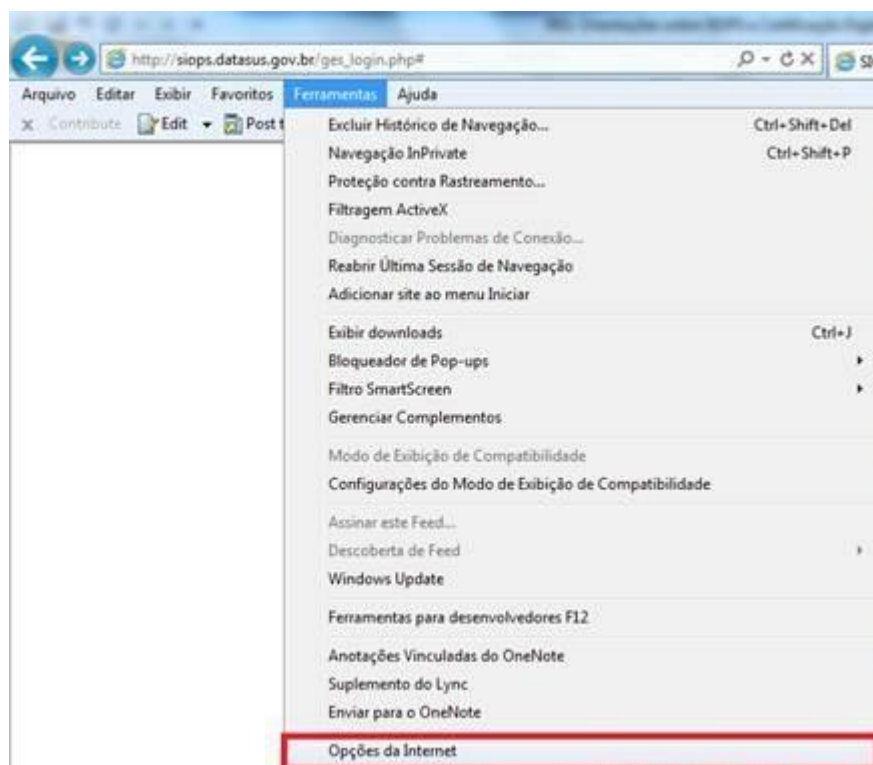 http://siops.datasus.gov.br/ges_login.php#
Arquivo Editar Exibir Favoritos Ferramentas Ajuda
x Contribute Edit Post t
Excluir Histórico de Navegação... Ctrl+Shift+Del
Navegação InPrivate Ctrl+Shift+P
Proteção contra Rastreamento...
Filtragem ActiveX
Diagnosticar Problemas de Conexão...
Reabrir Última Sessão de Navegação
Adicionar site ao menu Iniciar
Exibir downloads Ctrl+J
Bloqueador de Pop-ups
Filtro SmartScreen
Gerenciar Complementos
Modo de Exibição de Compatibilidade
Configurações do Modo de Exibição de Compatibilidade
Assinar este Feed...
Descoberta de Feed
Windows Update
Ferramentas para desenvolvedores F12
Anotações Vinculadas do OneNote
Suplemento do Lync
Enviar para o OneNote
Opções da Internet